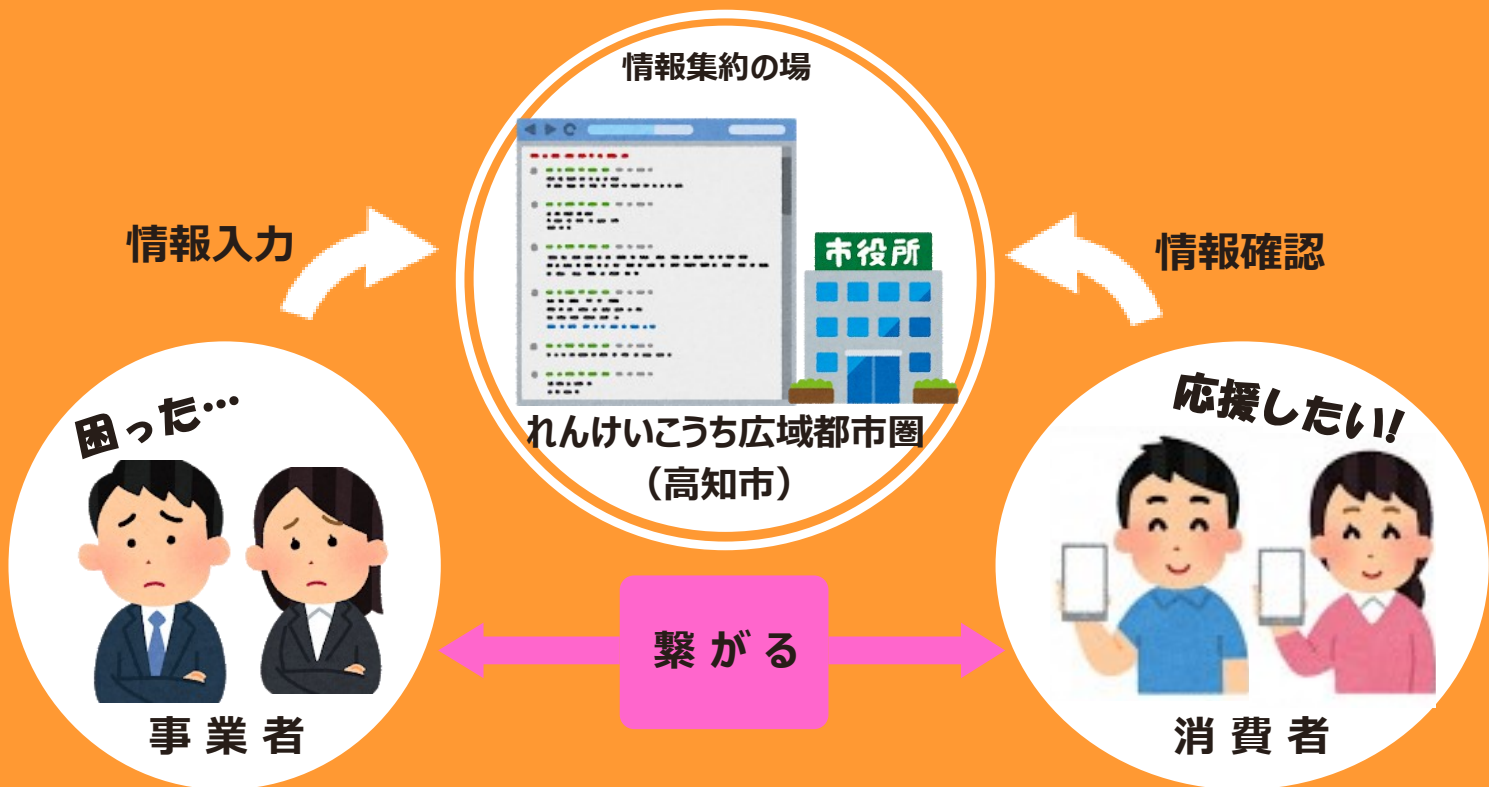 情報集約の場
市役所
れんけいこうち広域都市圏
（高知市）
情報入力
情報確認
困った…
事業者
繋がる
応援したい!
消費者